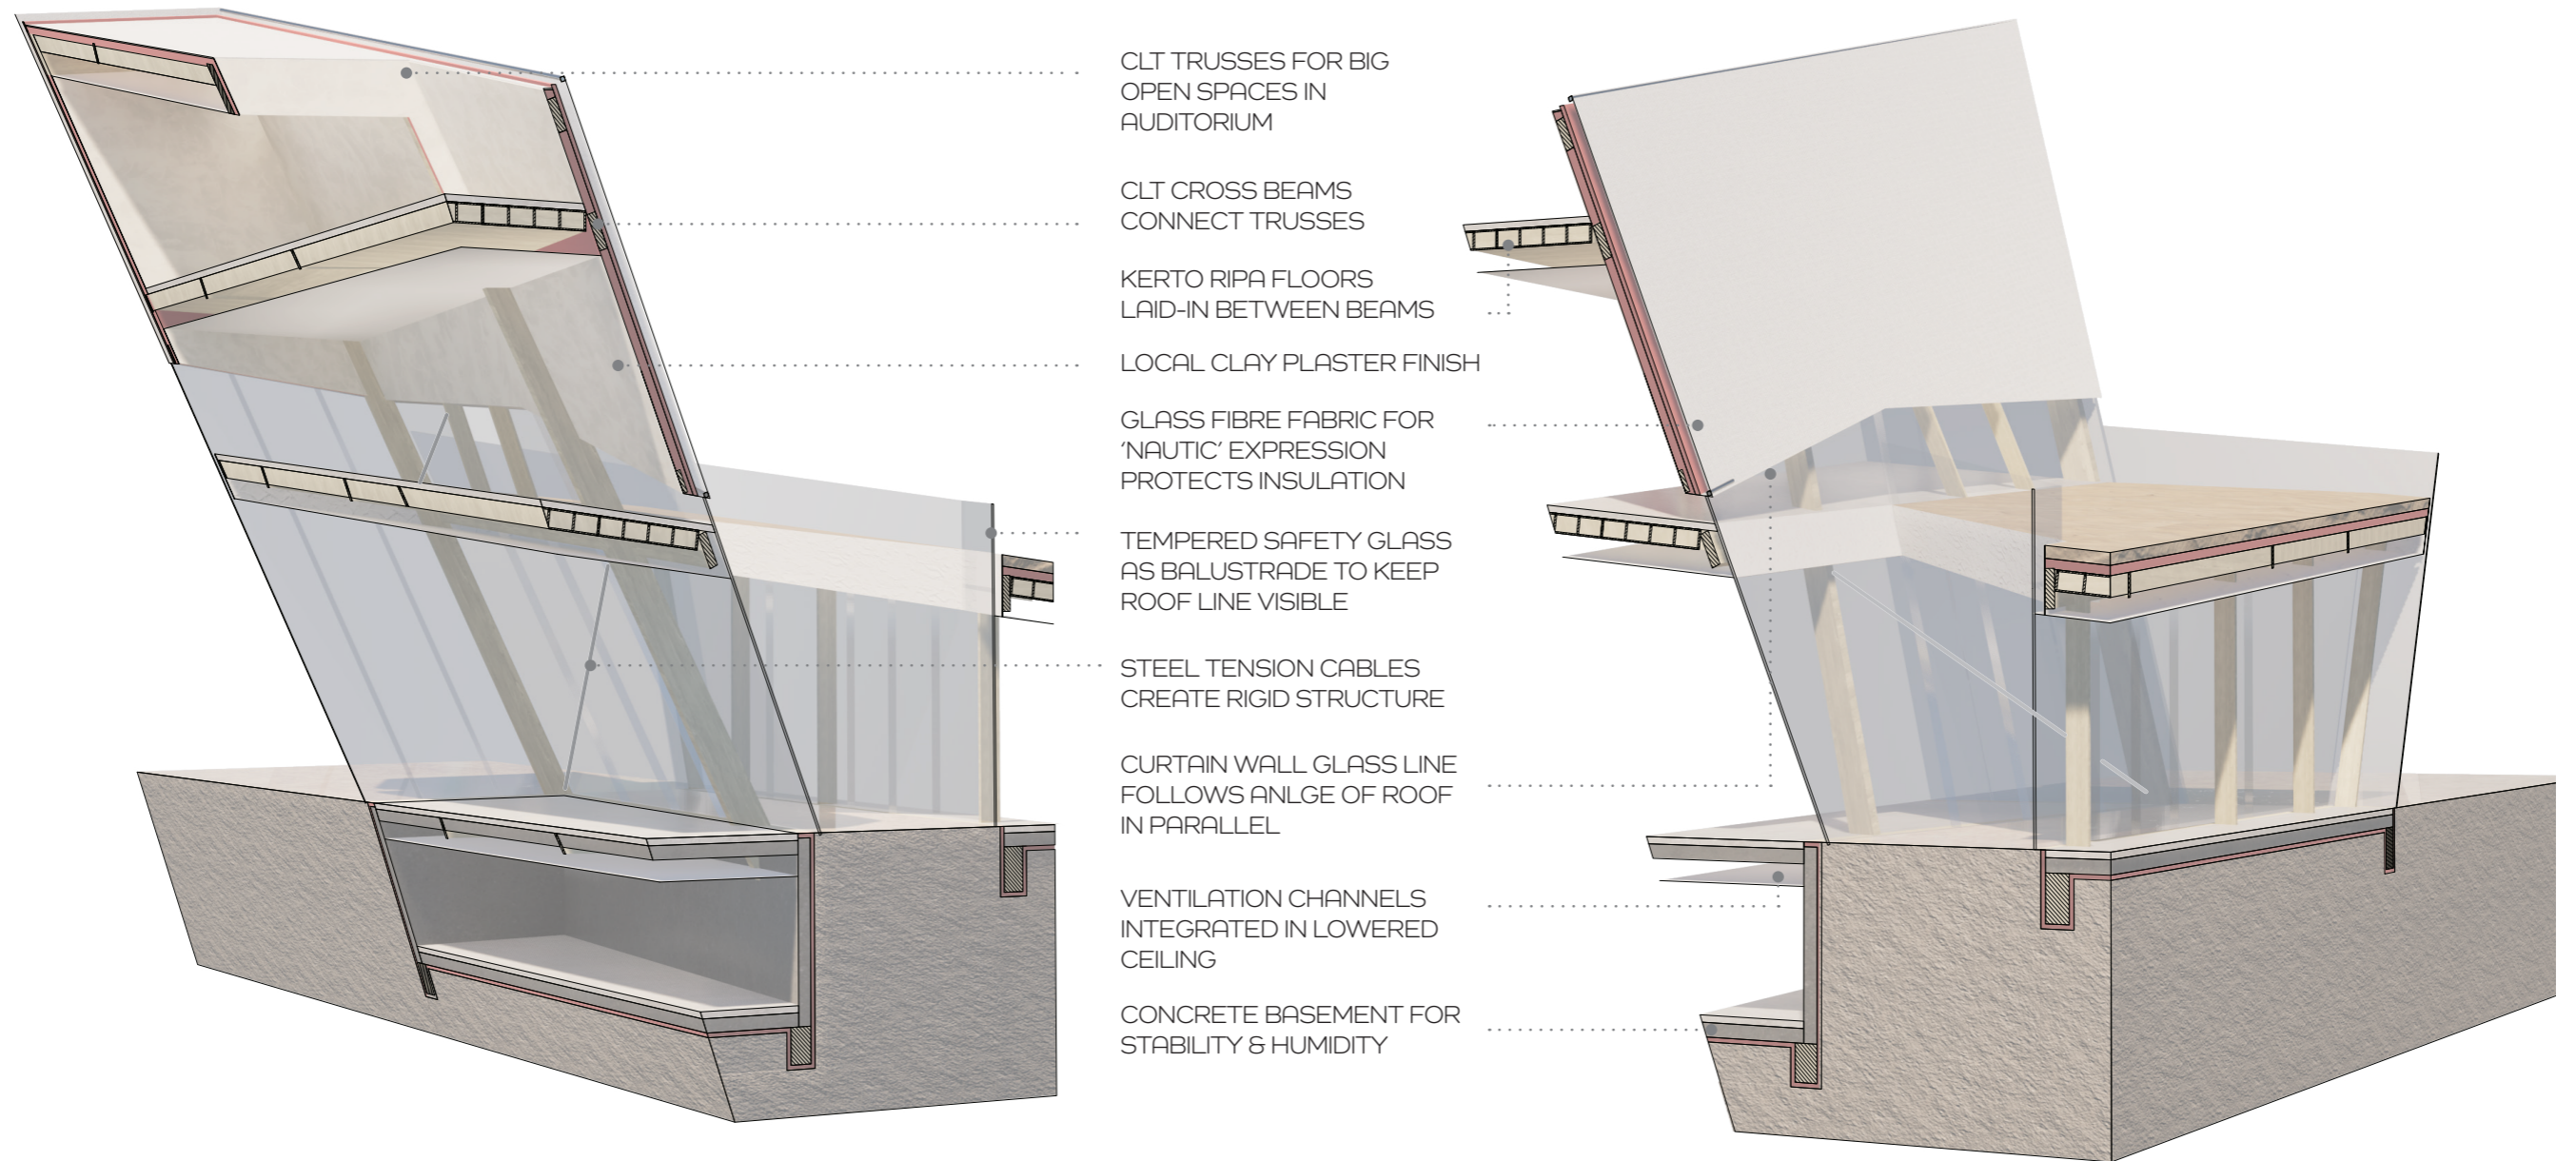 CLT TRUSSES FOR BIG
OPEN SPACES IN
AUDITORIUM
CLT CROSS BEAMS
CONNECT TRUSSES
KERTO RIPA FLOORS
LAID-IN BETWEEN BEAMS
LOCAL CLAY PLASTER FINISH
GLASS FIBRE FABRIC FOR
‘NAUTIC’ EXPRESSION
PROTECTS INSULATION
TEMPERED SAFETY GLASS
AS BALUSTRADE TO KEEP
ROOF LINE VISIBLE
STEEL TENSION CABLES
CREATE RIGID STRUCTURE
CURTAIN WALL GLASS LINE
FOLLOWS ANLGE OF ROOF
IN PARALLEL
VENTILATION CHANNELS
INTEGRATED IN LOWERED
CEILING
CONCRETE BASEMENT FOR
STABILITY & HUMIDITY